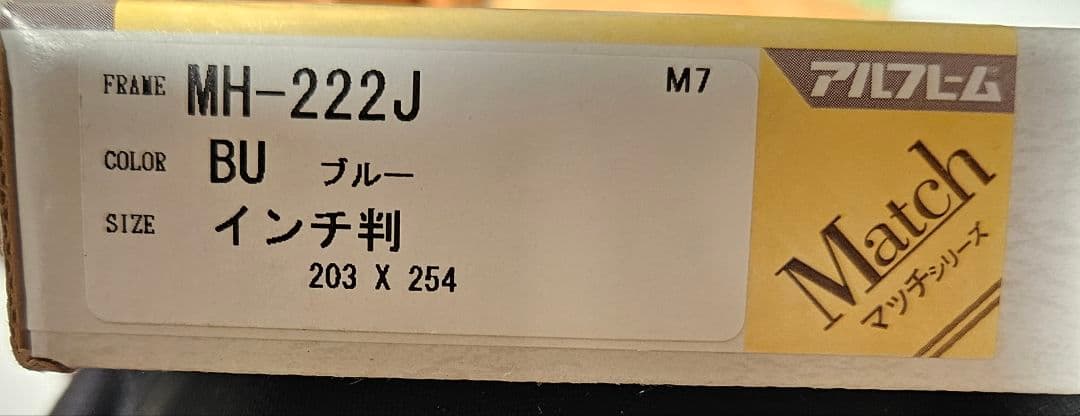 FRAME MH-222J M7
COLOR BU ブルー
SIZE インチ判
203 X 254
アルフレーム
Match
マッチシリーズ